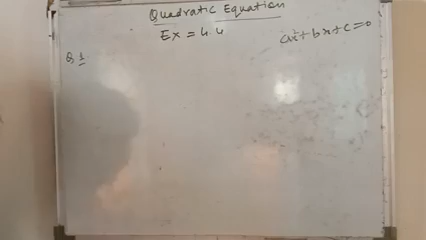 Quadratic Equation
Ex = 4.4
ax²+bx+c=0
Q 1